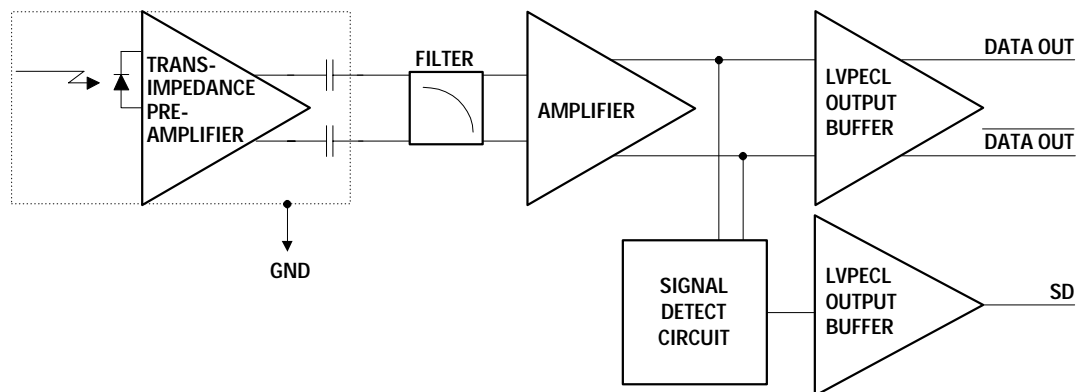 TRANS-
IMPEDANCE
PRE-
AMPLIFIER
GND
FILTER
AMPLIFIER
LVPECL
OUTPUT
BUFFER
DATA OUT
DATA OUT
SIGNAL
DETECT
CIRCUIT
LVPECL
OUTPUT
BUFFER
SD